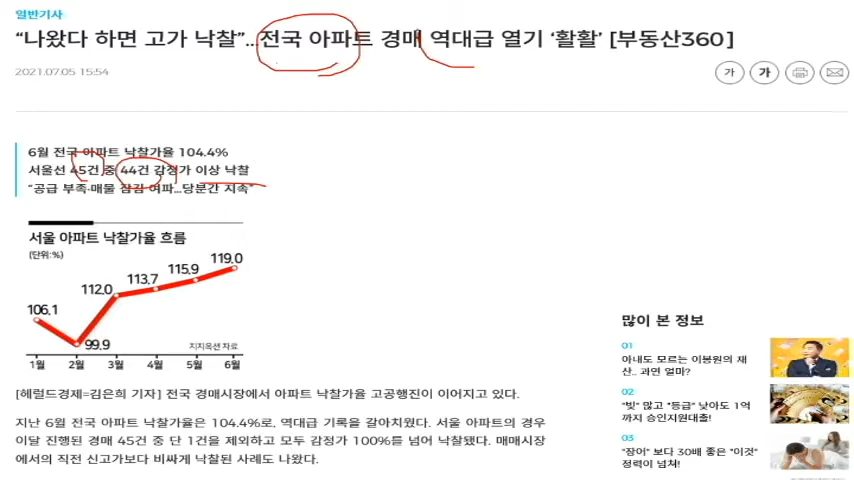 일반기사
“나왔다 하면 고가 낙찰”…전국 아파트 경매 역대급 열기 ‘활활’ [부동산360]
2021.07.05 15:54
가 가
6월 전국 아파트 낙찰가율 104.4%
서울선 45건 중 44건 감정가 이상 낙찰
“공급 부족·매물 잠김 여파…당분간 지속”
서울 아파트 낙찰가율 흐름
(단위:%)
106.1 99.9 112.0 113.7 115.9 119.0
지지옥션 자료
1월 2월 3월 4월 5월 6월
[헤럴드경제=김은희 기자] 전국 경매시장에서 아파트 낙찰가율 고공행진이 이어지고 있다.
지난 6월 전국 아파트 낙찰가율은 104.4%로, 역대급 기록을 갈아치웠다. 서울 아파트의 경우
이달 진행된 경매 45건 중 단 1건을 제외하고 모두 감정가 100%를 넘어 낙찰됐다. 매매시장
에서의 직전 신고가보다 비싸게 낙찰된 사례도 나왔다.
많이 본 정보
01
아내도 모르는 이봉원의 재
산.. 과연 얼마?
02
"빚" 많고 "등급" 낮아도 1억
까지 승인지원대출!
03
"장어" 보다 30배 좋은 "이것"
정력이 넘쳐!